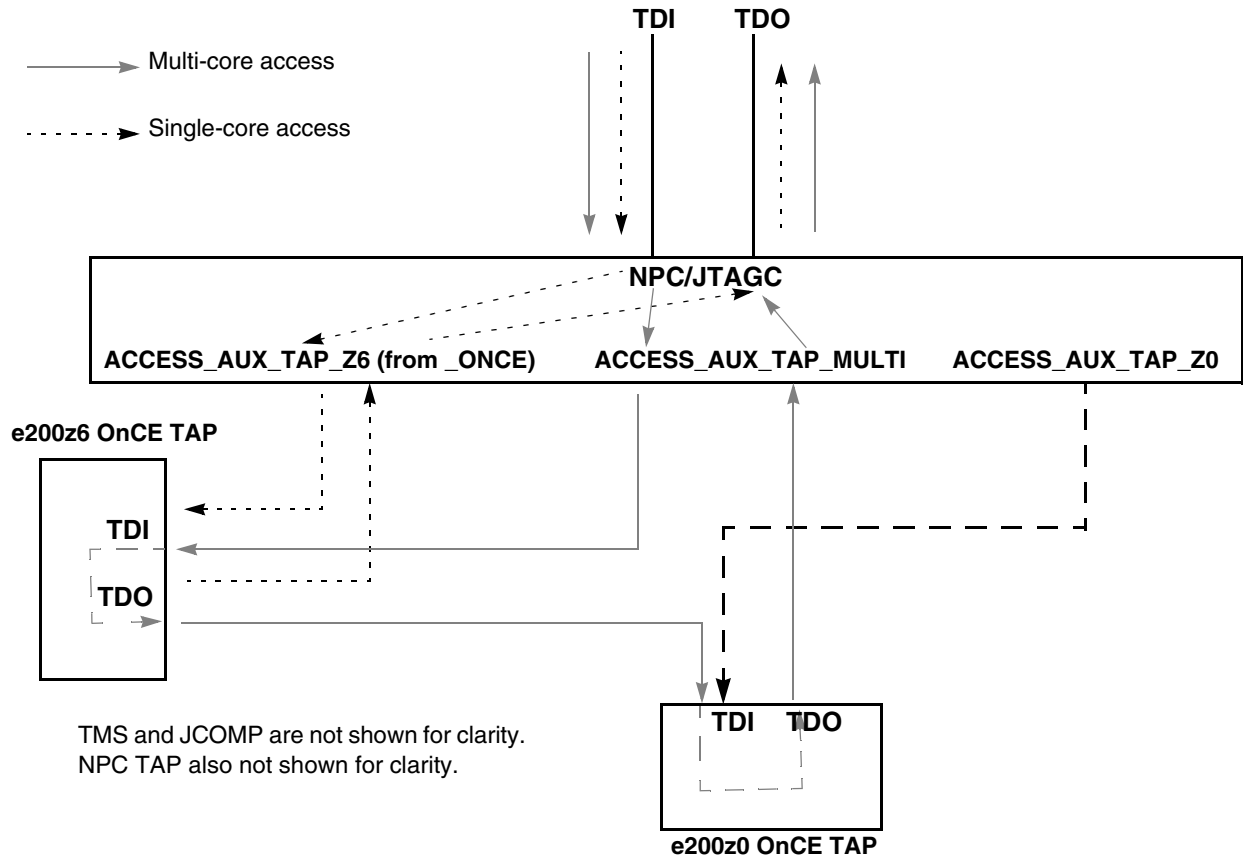 TDI TDO
Multi-core access
Single-core access
NPC/JTAGC
ACCESS_AUX_TAP_Z6 (from _ONCE) ACCESS_AUX_TAP_MULTI ACCESS_AUX_TAP_Z0
e200z6 OnCE TAP
TDI
TDO
TDI TDO
TMS and JCOMP are not shown for clarity.
NPC TAP also not shown for clarity.
e200z0 OnCE TAP